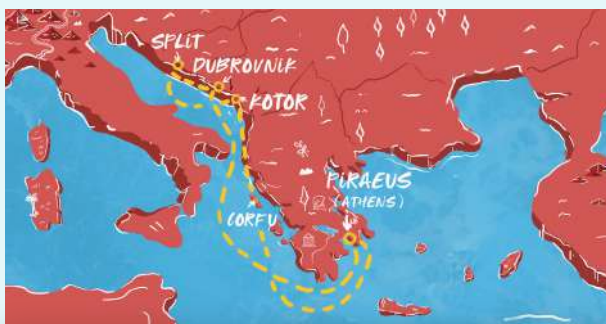 SPLIT
DUBROVNIK
KOTOR
PIRAEUS
(ATHENS)
CORFU